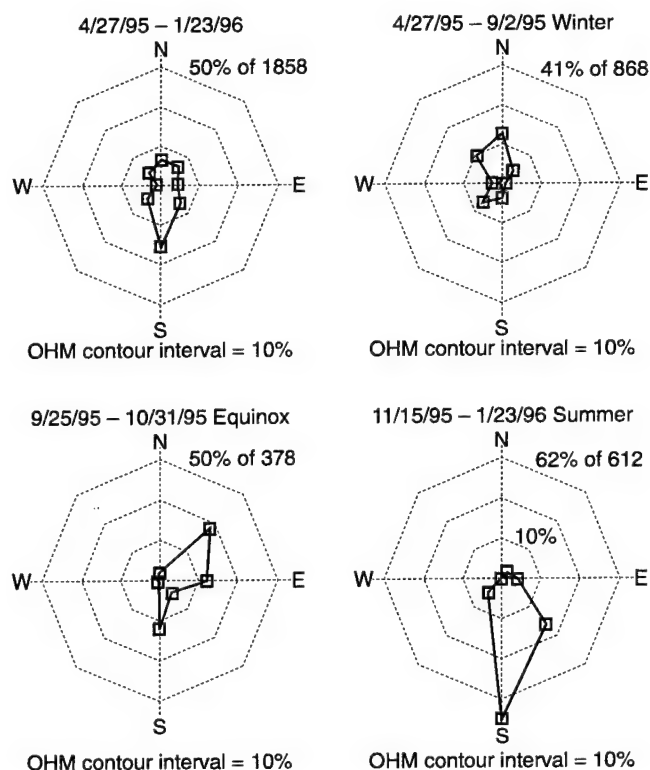 4/27/95 – 1/23/96
N
50% of 1858
W
E
S
OHM contour interval = 10%
4/27/95 – 9/2/95 Winter
N
41% of 868
W
E
S
OHM contour interval = 10%
9/25/95 – 10/31/95 Equinox
N
50% of 378
W
E
S
OHM contour interval = 10%
11/15/95 – 1/23/96 Summer
N
62% of 612
10%
W
E
S
OHM contour interval = 10%